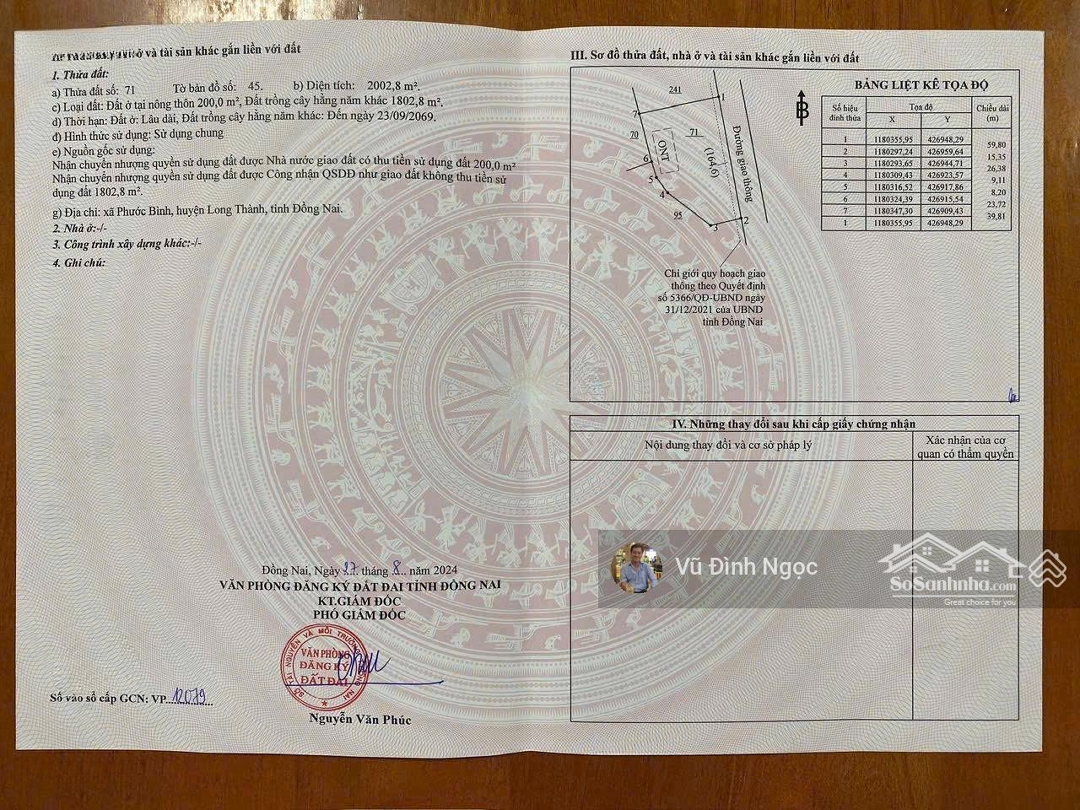 ở và tài sản khác gắn liền với đất
1. Thửa đất:
a) Thửa đất số: 71 Tờ bản đồ số: 45. b) Diện tích: 2002,8 m².
c) Loại đất: Đất ở tại nông thôn 200,0 m², Đất trồng cây hằng năm khác 1802,8 m².
d) Thời hạn: Đất ở: Lâu dài, Đất trồng cây hằng năm khác: Đến ngày 23/09/2069.
đ) Hình thức sử dụng: Sử dụng chung
e) Nguồn gốc sử dụng:
Nhận chuyển nhượng quyền sử dụng đất được Nhà nước giao đất có thu tiền sử dụng đất 200,0 m²
Nhận chuyển nhượng quyền sử dụng đất được Công nhận QSDĐ như giao đất không thu tiền sử
dụng đất 1802,8 m².
g) Địa chỉ: xã Phước Bình, huyện Long Thành, tỉnh Đồng Nai.
2. Nhà ở:-/-
3. Công trình xây dựng khác:-/-
4. Ghi chú:
Đồng Nai, Ngày 27. tháng 8.. năm 2024
VĂN PHÒNG ĐĂNG KÝ ĐẤT ĐAI TỈNH ĐỒNG NAI
KT.GIÁM ĐỐC
PHÓ GIÁM ĐỐC
SỞ TÀI NGUYÊN VÀ MÔI TRƯỜNG
VĂN PHÒNG
ĐĂNG KÝ
ĐẤT ĐAI
Nguyễn Văn Phúc
Số vào sổ cấp GCN: VP 12079
III. Sơ đồ thửa đất, nhà ở và tài sản khác gắn liền với đất
241
1
7
B
70
ONT
71
(164,6)
Đường giao thông
6
5
4
95
3
2
Chỉ giới quy hoạch giao
thông theo Quyết định
số 5366/QĐ-UBND ngày
31/12/2021 của UBND
tỉnh Đồng Nai
BẢNG LIỆT KÊ TỌA ĐỘ
Số hiệu đỉnh thửa Tọa độ Chiều dài (m)
X Y
1 1180355,95 426948,29
59,80
2 1180297,24 426959,64
15,35
3 1180293,65 426944,71
26,38
4 1180309,43 426923,57
9,11
5 1180316,52 426917,86
8,20
6 1180324,39 426915,54
23,72
7 1180347,30 426909,43
39,81
1 1180355,95 426948,29
IV. Những thay đổi sau khi cấp giấy chứng nhận
Nội dung thay đổi và cơ sở pháp lý
Xác nhận của cơ
quan có thẩm quyền
Vũ Đình Ngọc
SoSanhnha.com
Great choice for you